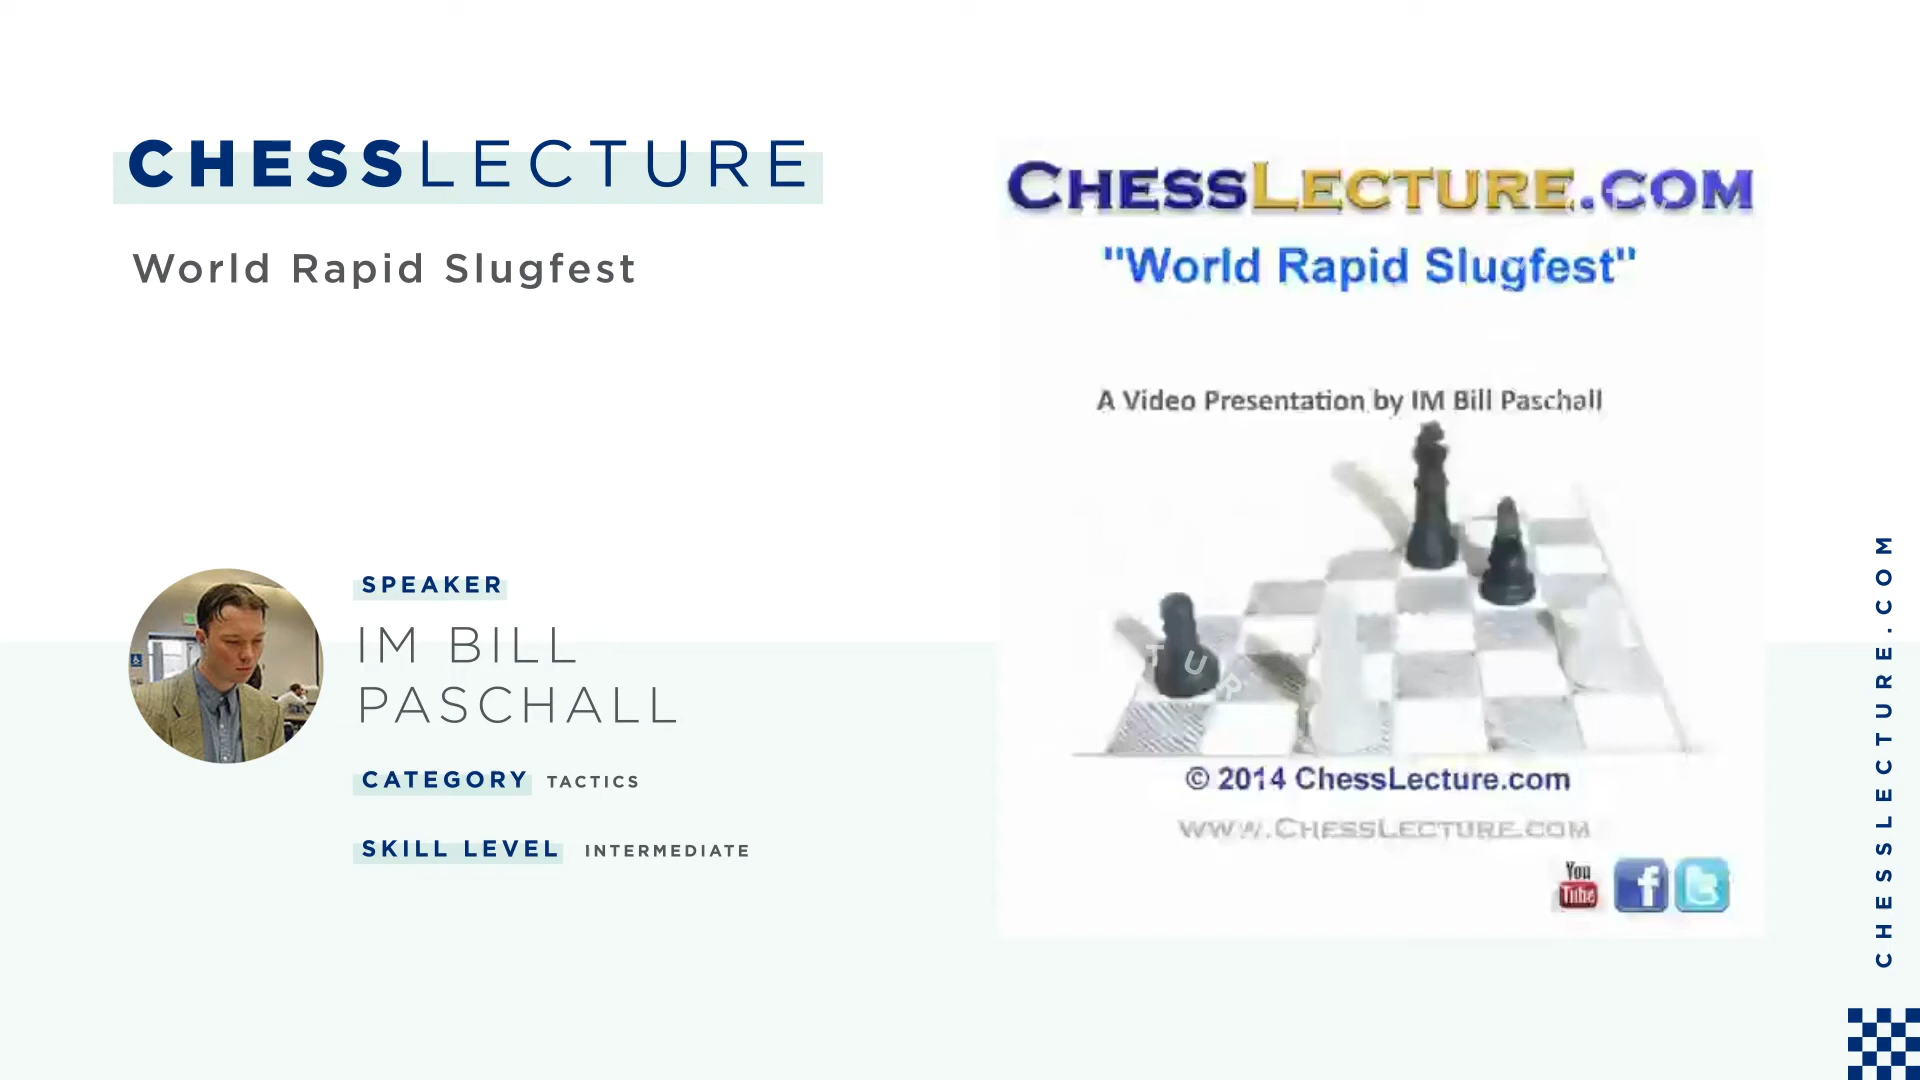 CHESSLECTURE
World Rapid Slugfest
SPEAKER
IM BILL
PASCHALL
CATEGORY TACTICS
SKILL LEVEL INTERMEDIATE
CHESSLECTURE.COM
"World Rapid Slugfest"
A Video Presentation by IM Bill Paschall
T U R
© 2014 ChessLecture.com
WWW.CHESSLECTURE.COM
You Tube
f
CHESSLECTURE.COM